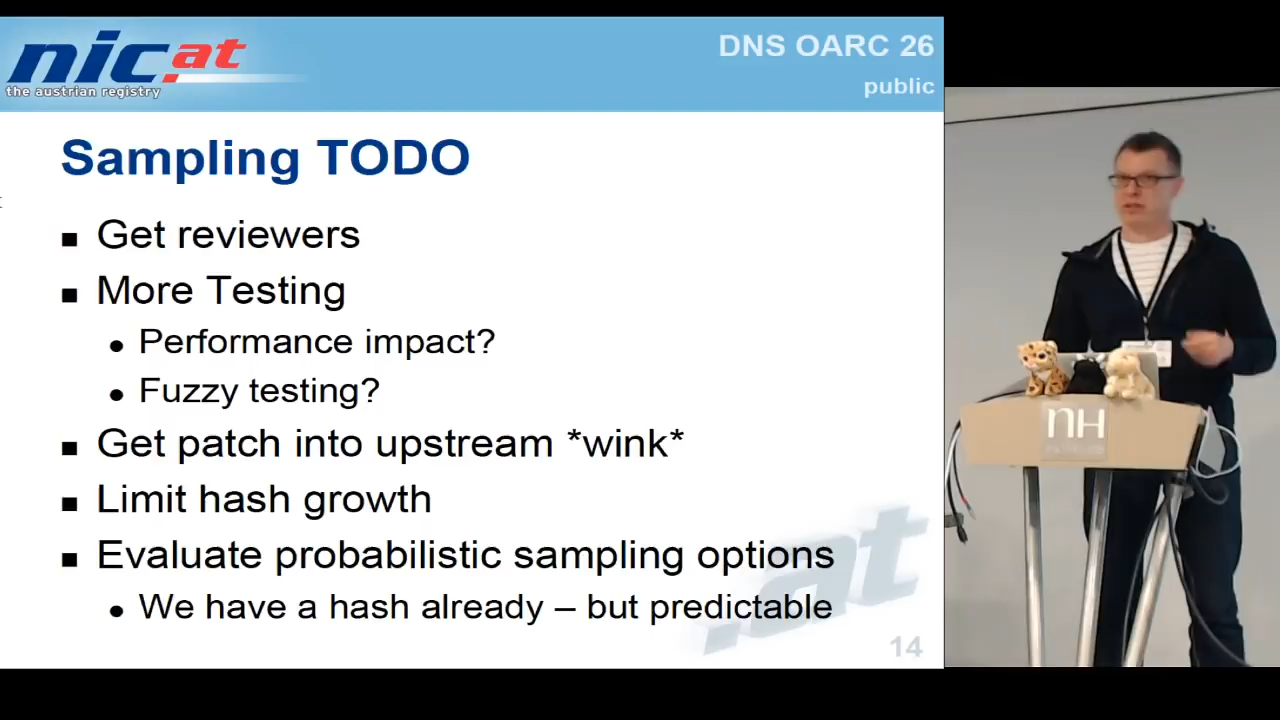 nic.at
the austrian registry
DNS OARC 26
public
Sampling TODO
Get reviewers
More Testing
Performance impact?
Fuzzy testing?
Get patch into upstream *wink*
Limit hash growth
Evaluate probabilistic sampling options
We have a hash already – but predictable
.at
14
nH